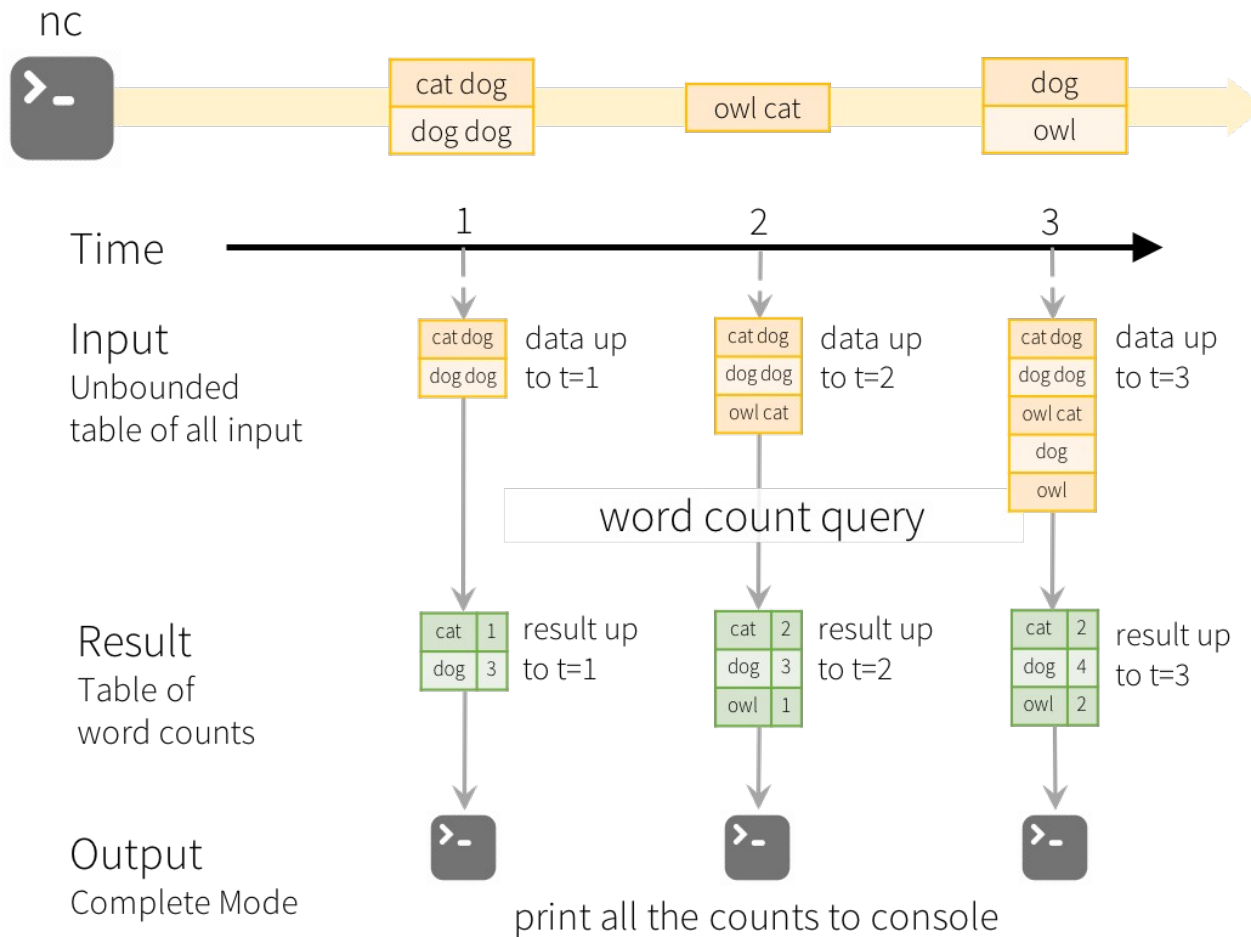 nc
cat dog
dog dog
owl cat
dog
owl
Time
1
2
3
Input
Unbounded
table of all input
cat dog
dog dog
data up
to t=1
cat dog
dog dog
owl cat
data up
to t=2
cat dog
dog dog
owl cat
dog
owl
data up
to t=3
word count query
Result
Table of
word counts
cat 1
dog 3
result up
to t=1
cat 2
dog 3
owl 1
result up
to t=2
cat 2
dog 4
owl 2
result up
to t=3
Output
Complete Mode
print all the counts to console